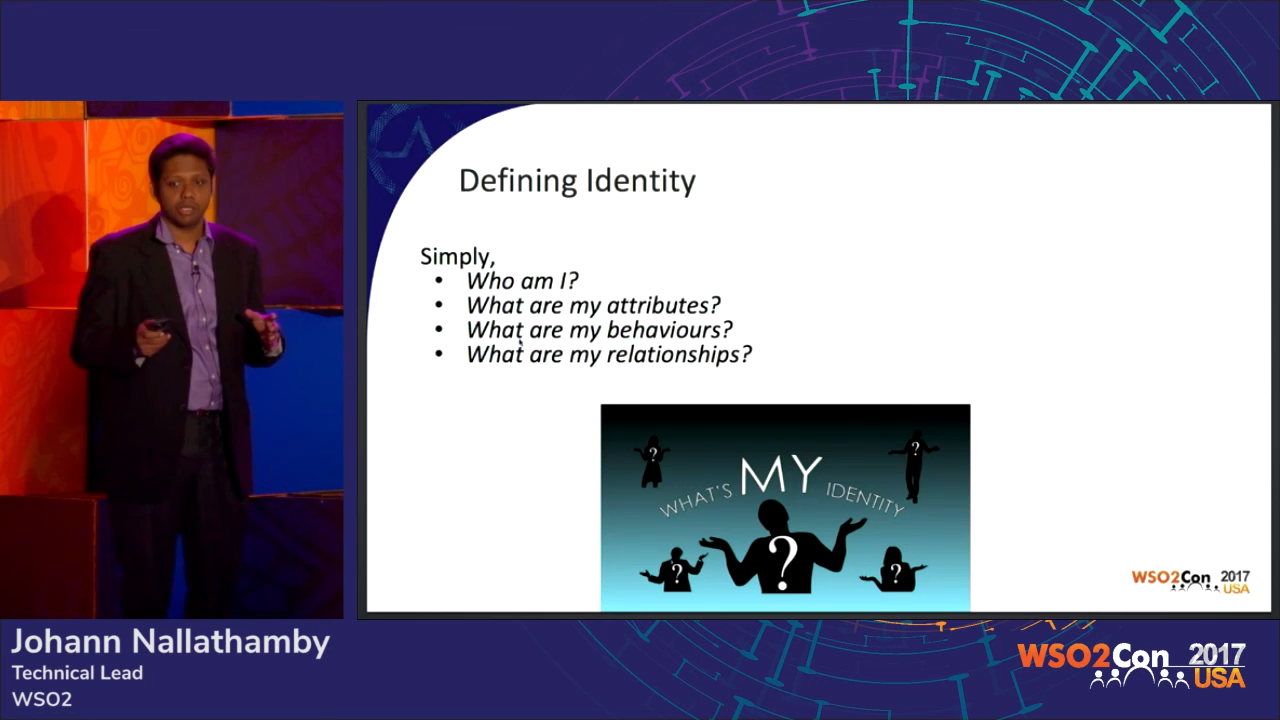 Defining Identity
Simply,
• Who am I?
• What are my attributes?
• What are my behaviours?
• What are my relationships?
?
?
WHAT'S MY IDENTITY
?
?
?
WSO2Con 2017
USA
Johann Nallathamby
Technical Lead
WSO2
WSO2Con 2017
USA